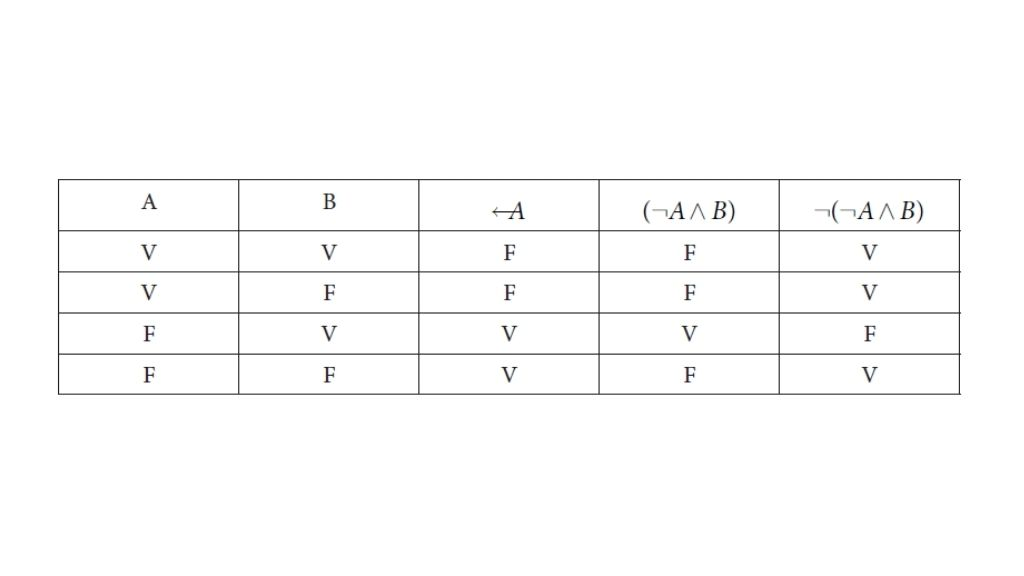 A B ←A (¬A ∧ B) ¬(¬A ∧ B)
V V F F V
V F F F V
F V V V F
F F V F V